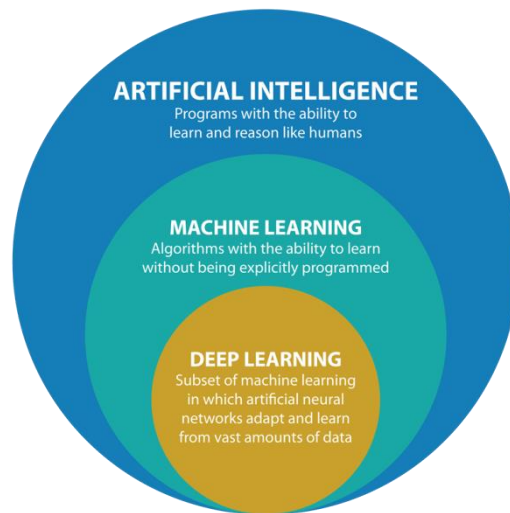 ARTIFICIAL INTELLIGENCE
Programs with the ability to
learn and reason like humans
MACHINE LEARNING
Algorithms with the ability to learn
without being explicitly programmed
DEEP LEARNING
Subset of machine learning
in which artificial neural
networks adapt and learn
from vast amounts of data